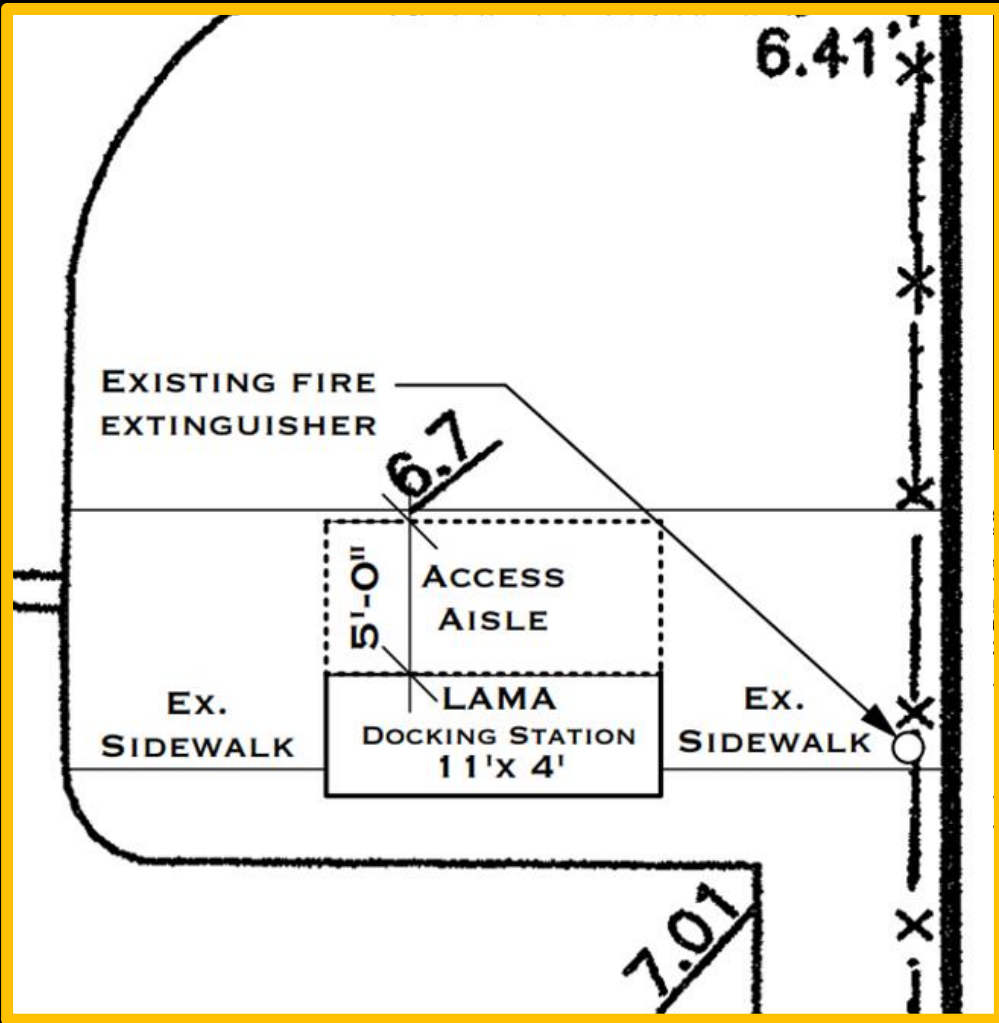 6.41'
EXISTING FIRE
EXTINGUISHER
6.7
5'-0"
ACCESS
AISLE
LAMA
DOCKING STATION
11'x 4'
EX.
SIDEWALK
EX.
SIDEWALK
7.01